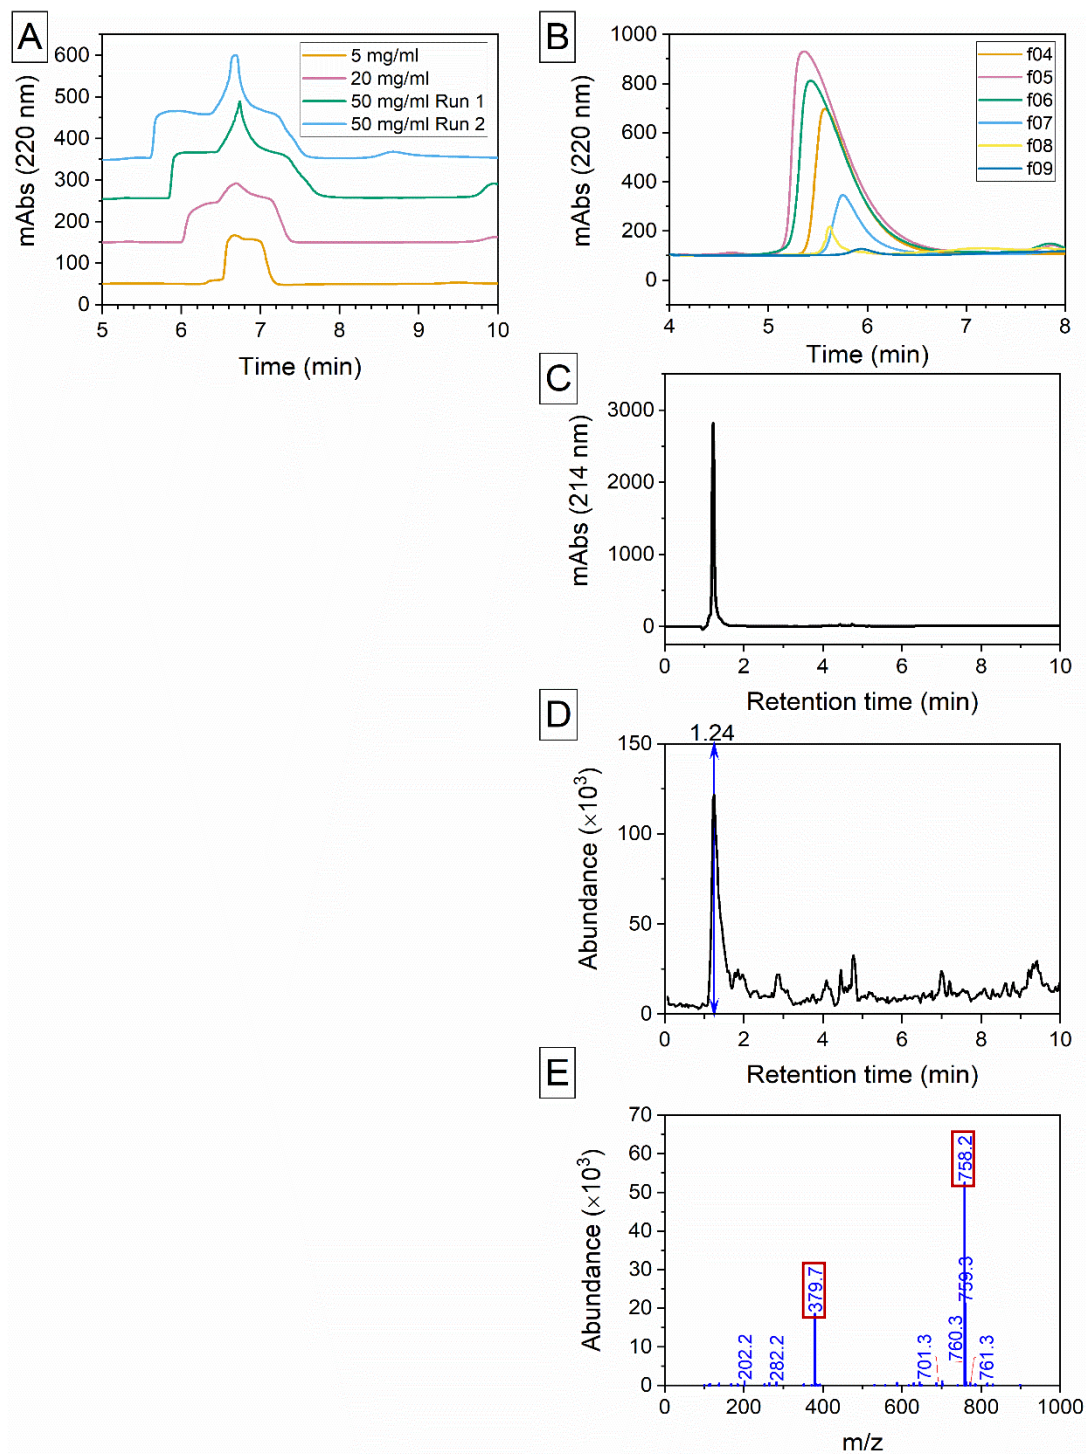 A
600
500
400
300
200
100
0
mAbs (220 nm)
5 mg/ml
20 mg/ml
50 mg/ml Run 1
50 mg/ml Run 2
5 6 7 8 9 10
Time (min)
B
1000
800
600
400
200
0
mAbs (220 nm)
f04
f05
f06
f07
f08
f09
4 5 6 7 8
Time (min)
C
3000
2000
1000
0
mAbs (214 nm)
0 2 4 6 8 10
Retention time (min)
D
1.24
150
100
50
0
Abundance (×10³)
0 2 4 6 8 10
Retention time (min)
E
70
60
50
40
30
20
10
0
Abundance (×10³)
202.2
282.2
379.7
701.3
760.3
758.2
759.3
761.3
0 200 400 600 800 1000
m/z